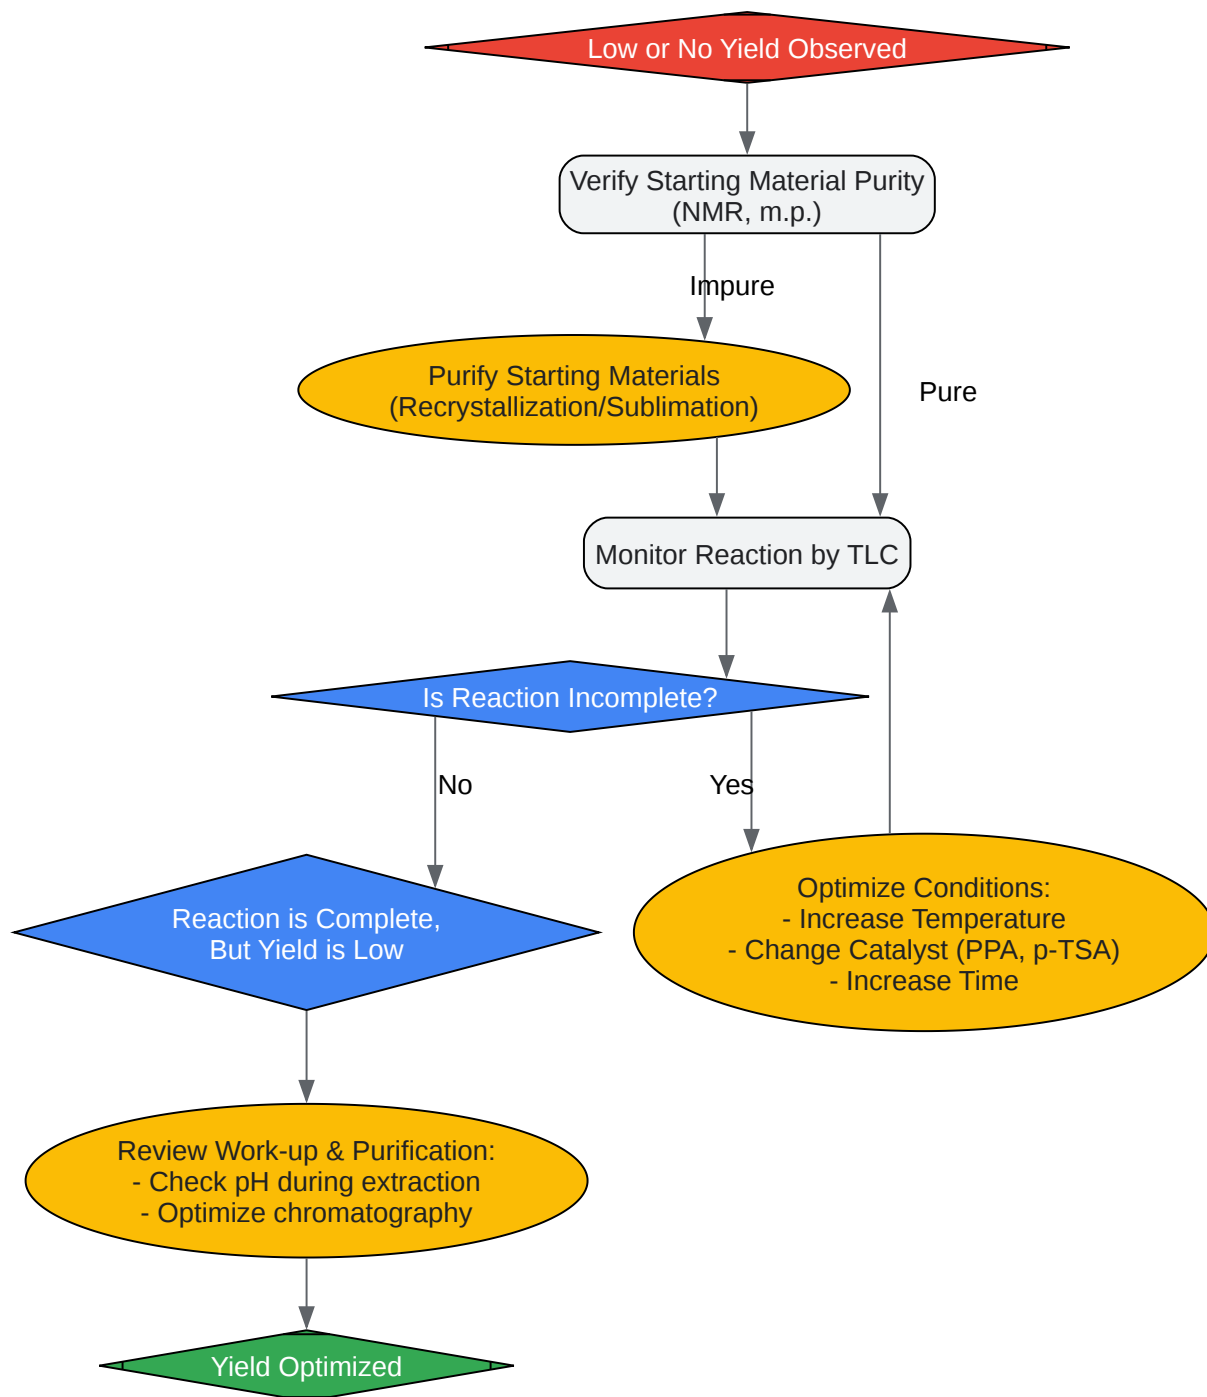 Low or No Yield Observed
Verify Starting Material Purity
(NMR, m.p.)
Impure
Purify Starting Materials
(Recrystallization/Sublimation)
Pure
Monitor Reaction by TLC
Is Reaction Incomplete?
No
Yes
Reaction is Complete,
But Yield is Low
Optimize Conditions:
- Increase Temperature
- Change Catalyst (PPA, p-TSA)
- Increase Time
Review Work-up & Purification:
- Check pH during extraction
- Optimize chromatography
Yield Optimized